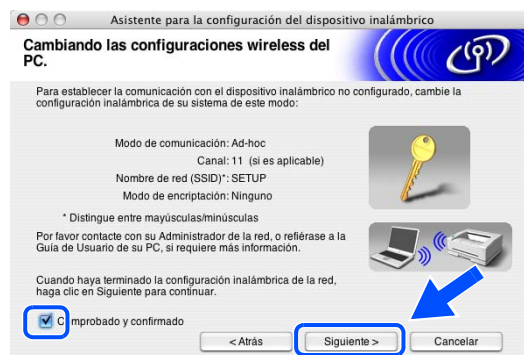 Asistente para la configuración del dispositivo inalámbrico
Cambiando las configuraciones wireless del
PC.
Para establecer la comunicación con el dispositivo inalámbrico no configurado, cambie la
configuración inalámbrica de su sistema de este modo:
Modo de comunicación: Ad-hoc
Canal: 11 (si es aplicable)
Nombre de red (SSID)*: SETUP
Modo de encriptación: Ninguno
* Distingue entre mayúsculas/minúsculas
Por favor contacte con su Administrador de la red, o refiérase a la
Guía de Usuario de su PC, si requiere más información.
Cuando haya terminado la configuración inalámbrica de la red,
haga clic en Siguiente para continuar.
Comprobado y confirmado
< Atrás
Siguiente >
Cancelar